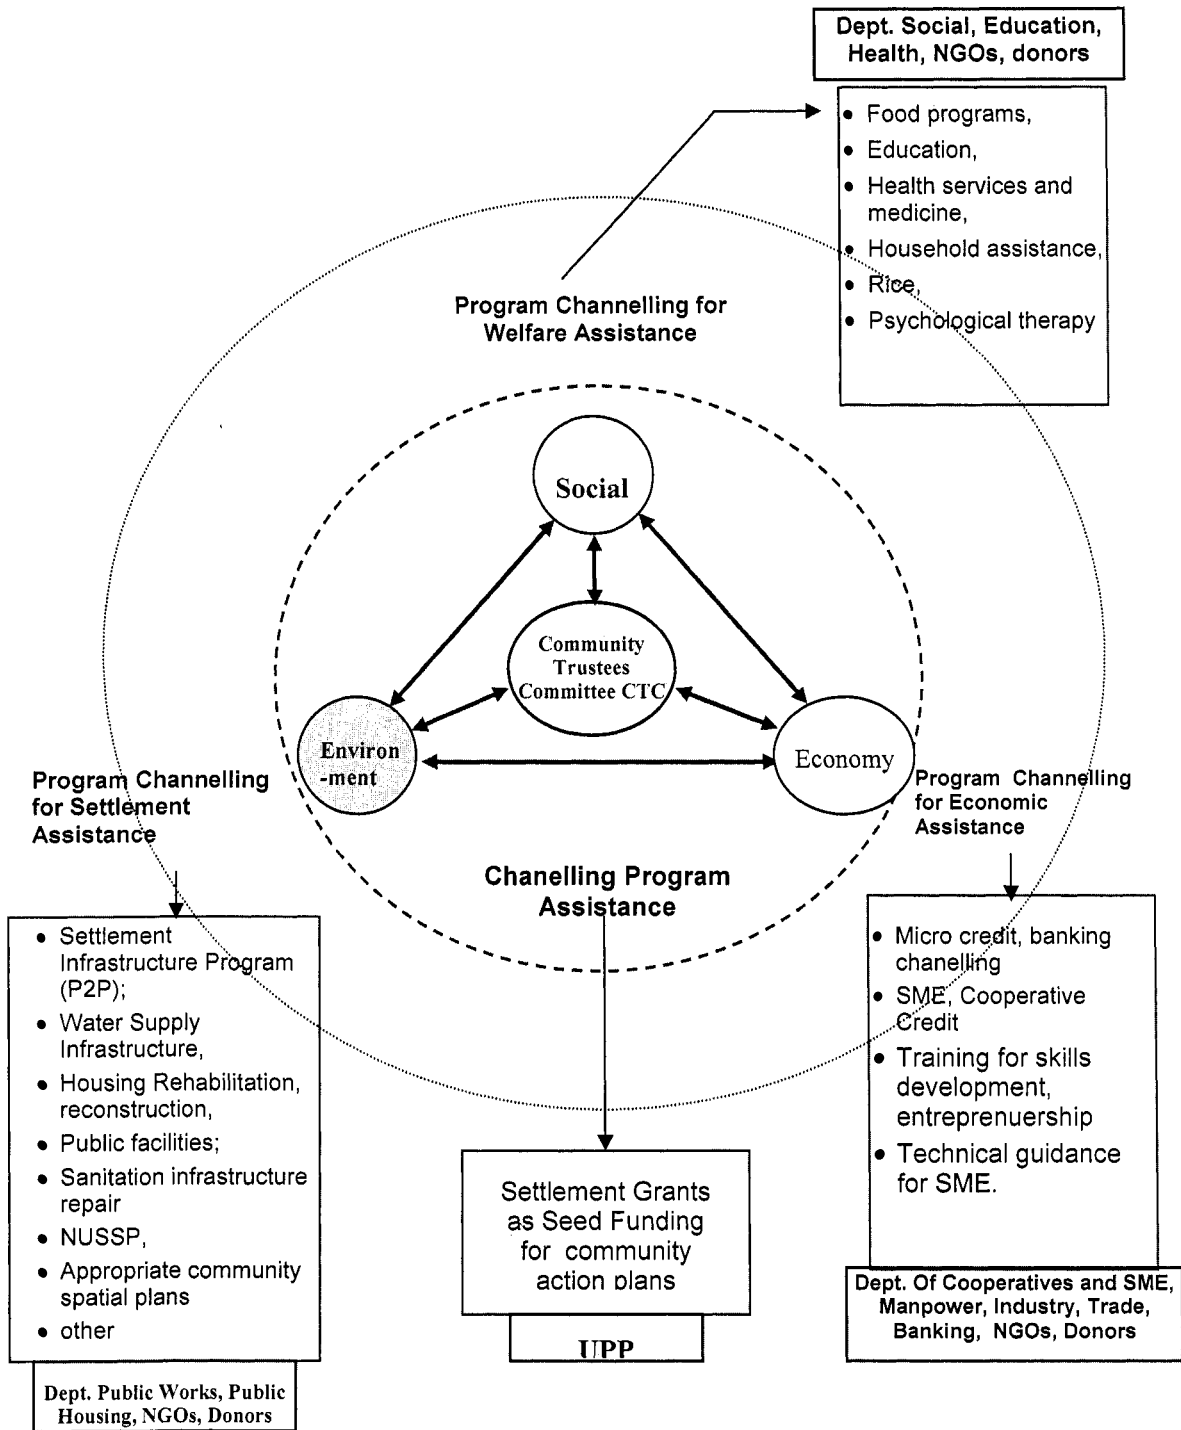 Dept. Social, Education,
Health, NGOs, donors
• Food programs,
• Education,
• Health services and
medicine,
• Household assistance,
• Rice,
• Psychological therapy
Program Channelling for
Welfare Assistance
Social
Community
Trustees
Committee CTC
Environ
-ment
Economy
Program Channelling
for Settlement
Assistance
Program Channelling
for Economic
Assistance
Chanelling Program
Assistance
• Settlement
Infrastructure Program
(P2P);
• Water Supply
Infrastructure,
• Housing Rehabilitation,
reconstruction,
• Public facilities;
• Sanitation infrastructure
repair
• NUSSP,
• Appropriate community
spatial plans
• other
Dept. Public Works, Public
Housing, NGOs, Donors
Settlement Grants
as Seed Funding
for community
action plans
UPP
• Micro credit, banking
chanelling
• SME, Cooperative
Credit
• Training for skills
development,
entreprenuership
• Technical guidance
for SME.
Dept. Of Cooperatives and SME,
Manpower, Industry, Trade,
Banking, NGOs, Donors